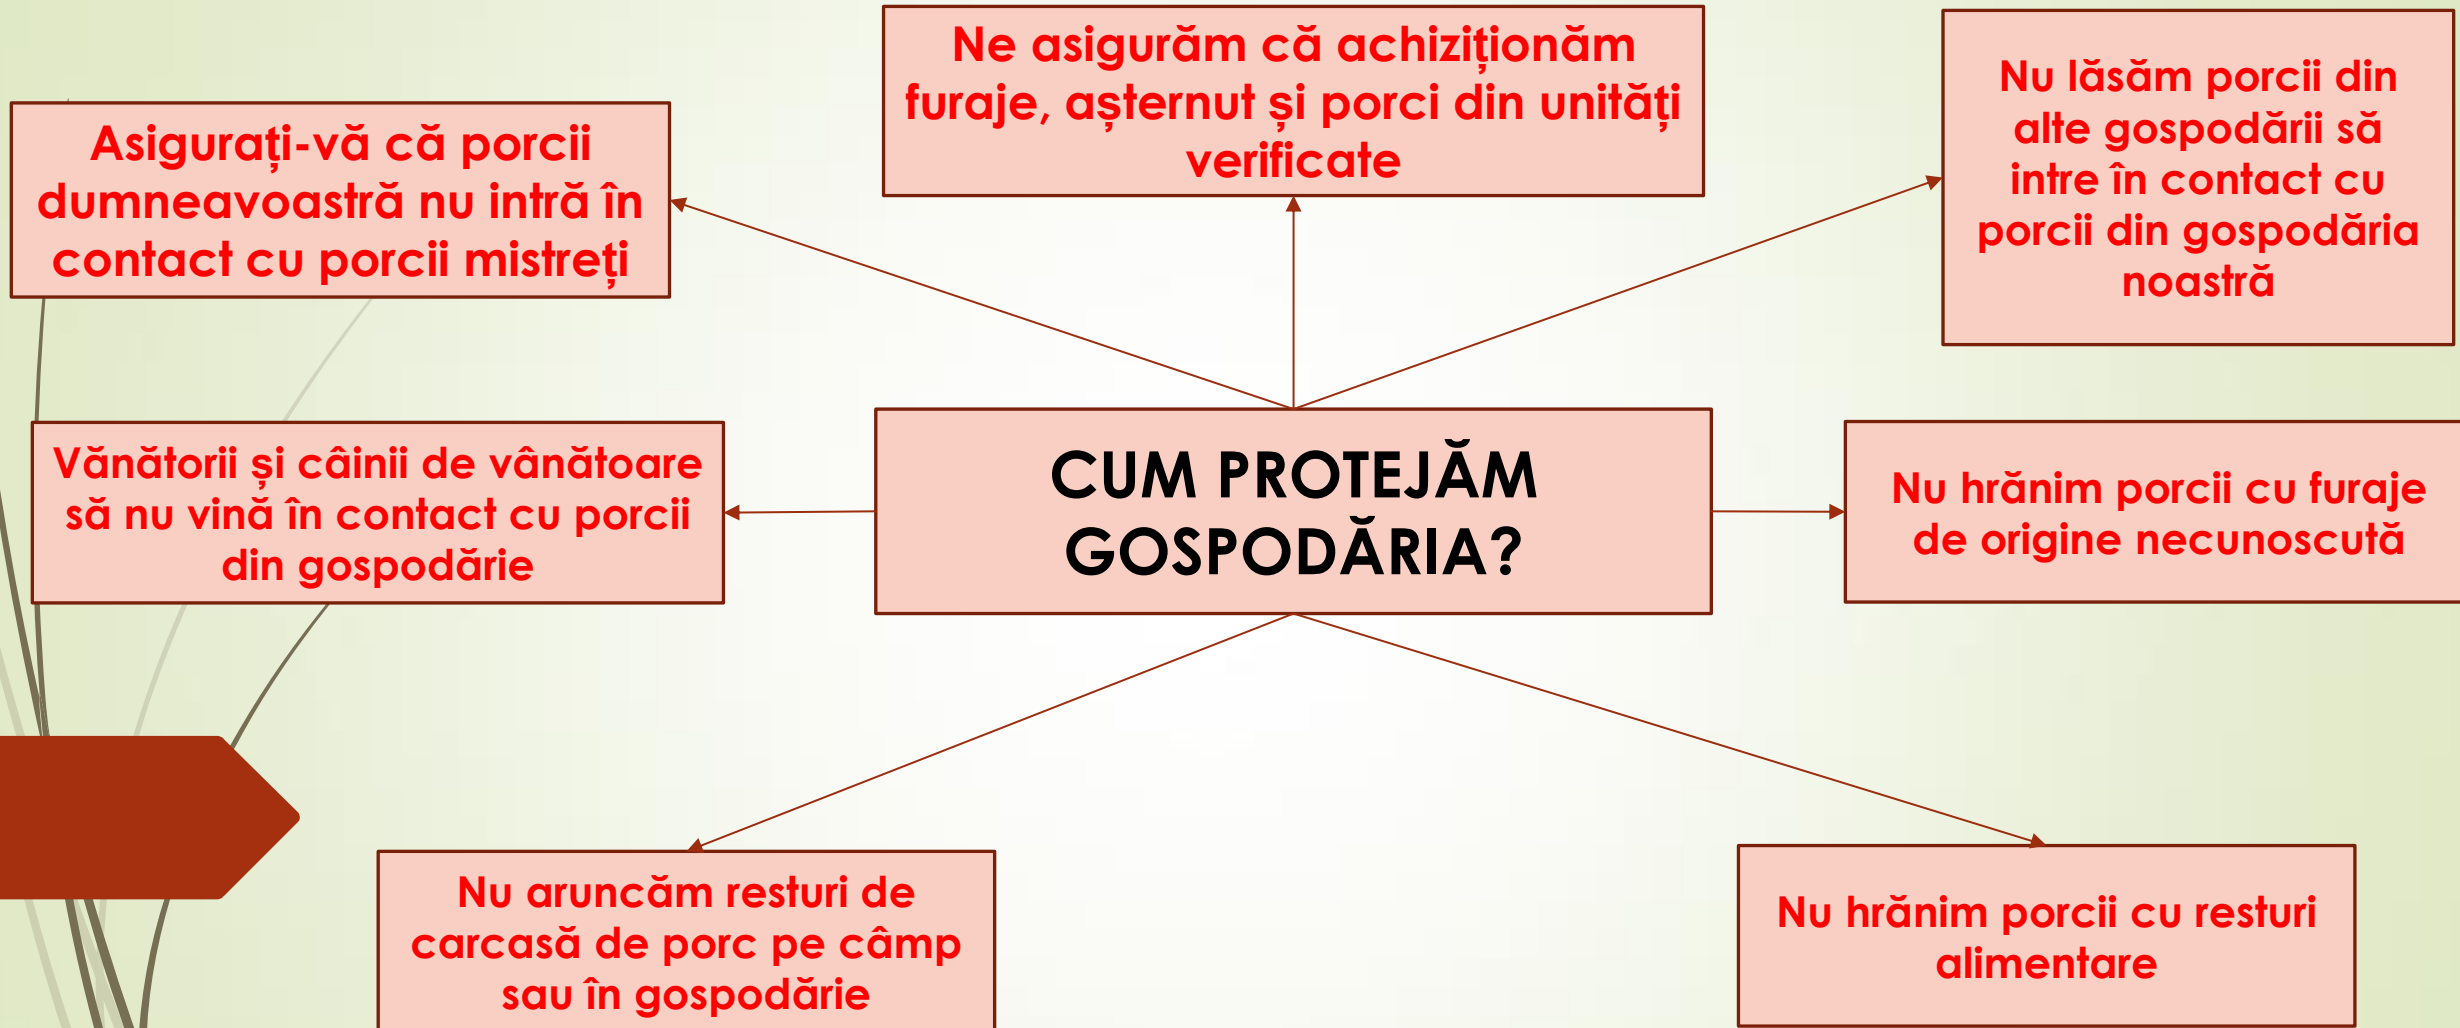 Ne asigurăm că achiziționăm
furaje, așternut și porci din unități
verificate
Nu lăsăm porcii din
alte gospodării să
intre în contact cu
porcii din gospodăria
noastră
Asigurați-vă că porcii
dumneavoastră nu intră în
contact cu porcii mistreți
Vănătorii și câinii de vânătoare
să nu vină în contact cu porcii
din gospodărie
CUM PROTEJĂM
GOSPODĂRIA?
Nu hrănim porcii cu furaje
de origine necunoscută
Nu aruncăm resturi de
carcasă de porc pe câmp
sau în gospodărie
Nu hrănim porcii cu resturi
alimentare